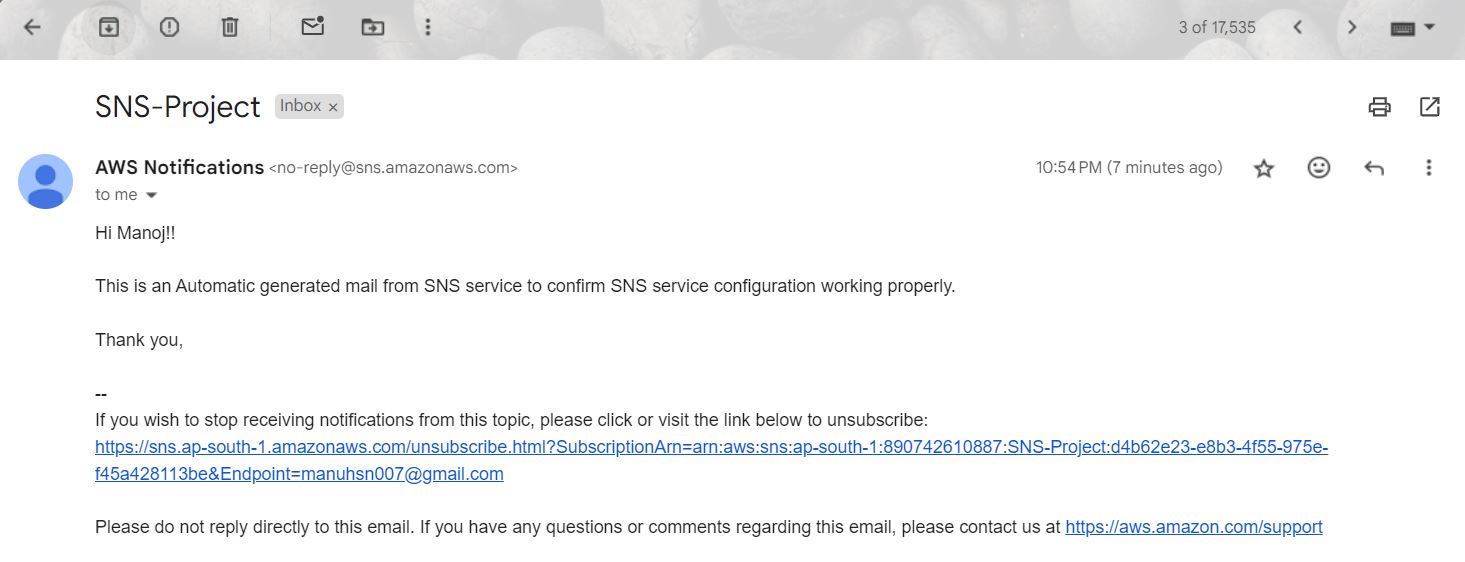 3 of 17,535
SNS-Project Inbox ×
AWS Notifications <no-reply@sns.amazonaws.com> 10:54 PM (7 minutes ago)
to me
Hi Manoj!!
This is an Automatic generated mail from SNS service to confirm SNS service configuration working properly.
Thank you,
--
If you wish to stop receiving notifications from this topic, please click or visit the link below to unsubscribe:
https://sns.ap-south-1.amazonaws.com/unsubscribe.html?SubscriptionArn=arn:aws:sns:ap-south-1:890742610887:SNS-Project:d4b62e23-e8b3-4f55-975e-
f45a428113be&Endpoint=manuhsn007@gmail.com
Please do not reply directly to this email. If you have any questions or comments regarding this email, please contact us at https://aws.amazon.com/support